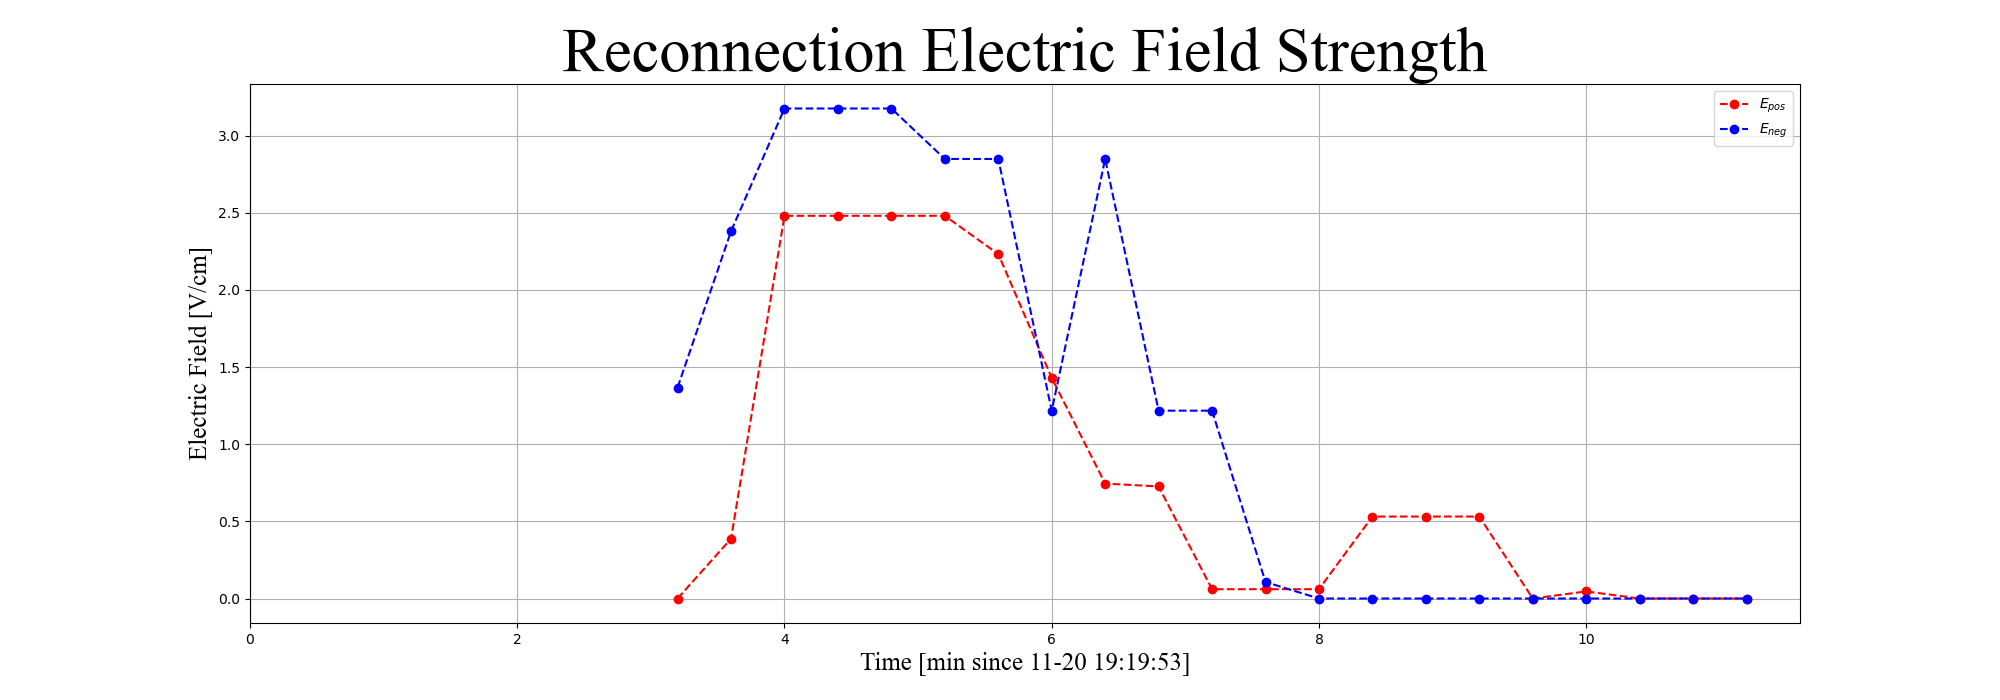 Reconnection Electric Field Strength
E_pos
E_neg
3.0
2.5
2.0
1.5
1.0
0.5
0.0
Electric Field [V/cm]
0 2 4 6 8 10
Time [min since 11-20 19:19:53]